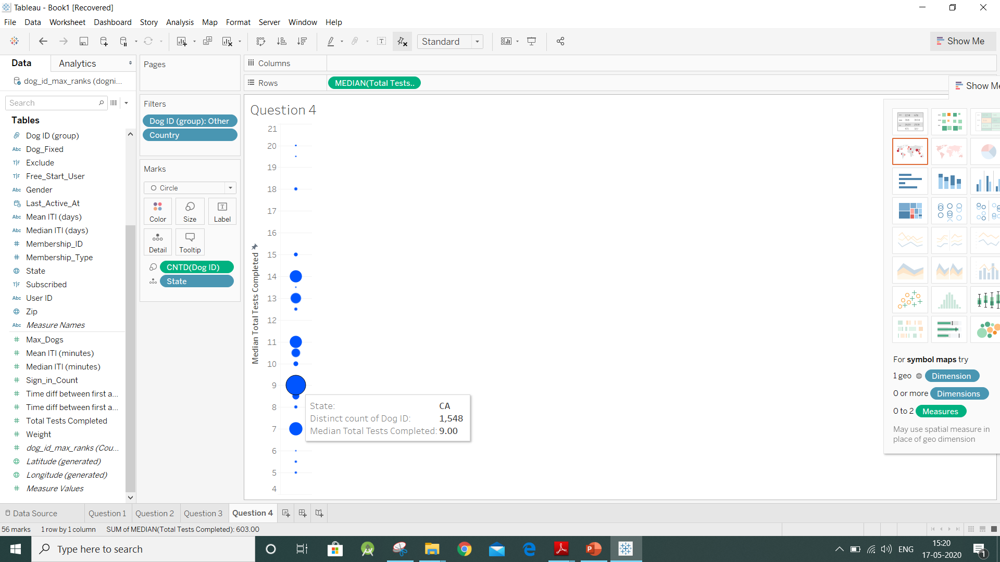 Tableau - Book1 [Recovered]
File Data Worksheet Dashboard Story Analysis Map Format Server Window Help
Standard
Show Me
Data
Analytics
dog_id_max_ranks (dogni...
Search
Tables
Dog ID (group)
Abc Dog_Fixed
T|F Exclude
T|F Free_Start_User
Abc Gender
Last_Active_At
Abc Mean ITI (days)
Abc Median ITI (days)
# Membership_ID
# Membership_Type
State
T|F Subscribed
Abc User ID
Zip
Abc Measure Names
# Max_Dogs
# Mean ITI (minutes)
# Median ITI (minutes)
# Sign_in_Count
# Time diff between first a...
# Time diff between first a...
# Total Tests Completed
# Weight
# dog_id_max_ranks (Cou...
Latitude (generated)
Longitude (generated)
# Measure Values
Pages
Filters
Dog ID (group): Other
Country
Marks
Circle
Color
Size
Label
Detail
Tooltip
CNTD(Dog ID)
State
Columns
Rows
MEDIAN(Total Tests..
Question 4
Median Total Tests Completed
21
20
19
18
17
16
15
14
13
12
11
10
9
8
7
6
5
4
State: CA
Distinct count of Dog ID: 1,548
Median Total Tests Completed: 9.00
Show Me
For symbol maps try
1 geo Dimension
0 or more Dimensions
0 to 2 Measures
May use spatial measure in
place of geo dimension
Data Source
Question 1
Question 2
Question 3
Question 4
56 marks 1 row by 1 column SUM of MEDIAN(Total Tests Completed): 603.00
Type here to search
ENG
15:20
17-05-2020
1